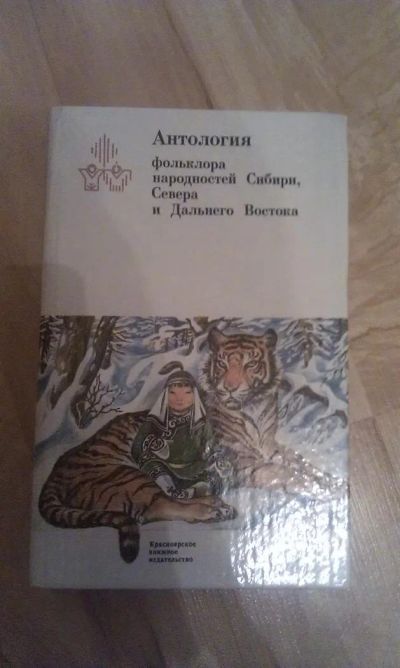 Антология
фольклора
народностей Сибири,
Севера
и Дальнего Востока
Красноярское
книжное
издательство